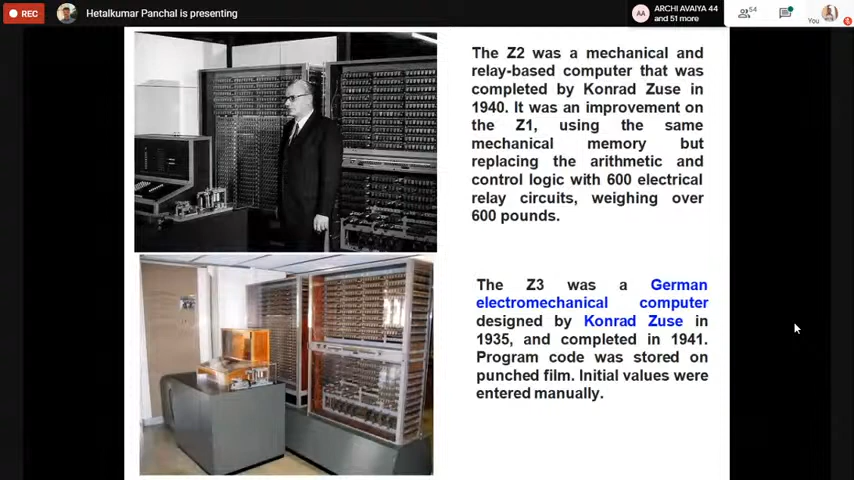 REC
Hetalkumar Panchal is presenting
AA
ARCHI AVAIYA 44
and 51 more
54
You
The Z2 was a mechanical and
relay-based computer that was
completed by Konrad Zuse in
1940. It was an improvement on
the Z1, using the same
mechanical memory but
replacing the arithmetic and
control logic with 600 electrical
relay circuits, weighing over
600 pounds.
The Z3 was a German
electromechanical computer
designed by Konrad Zuse in
1935, and completed in 1941.
Program code was stored on
punched film. Initial values were
entered manually.